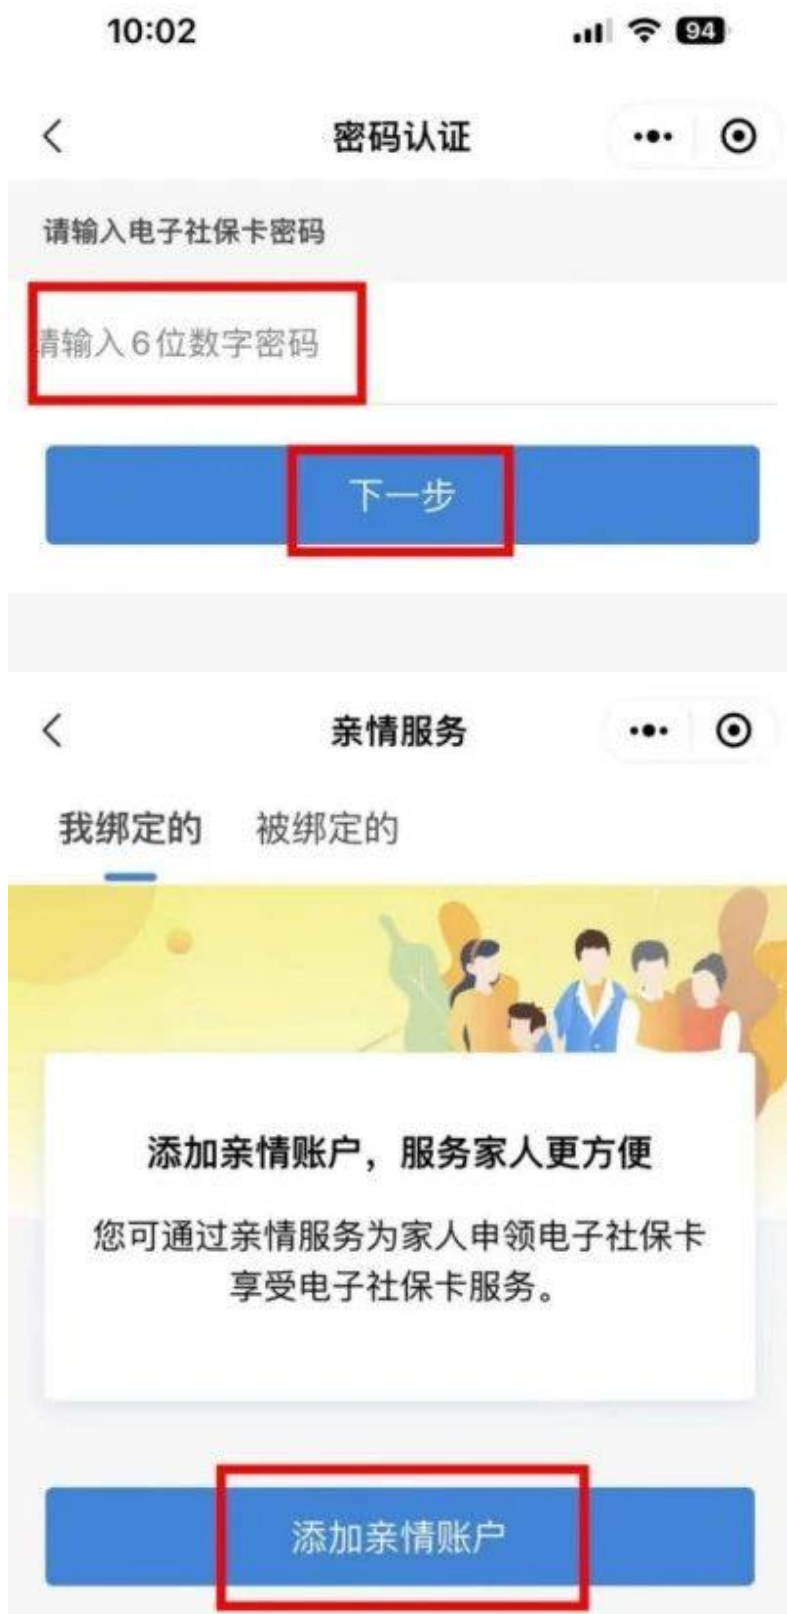 10:02
94
密码认证
请输入电子社保卡密码
请输入6位数字密码
下一步
亲情服务
我绑定的 被绑定的
添加亲情账户，服务家人更方便
您可通过亲情服务为家人申领电子社保卡
享受电子社保卡服务。
添加亲情账户